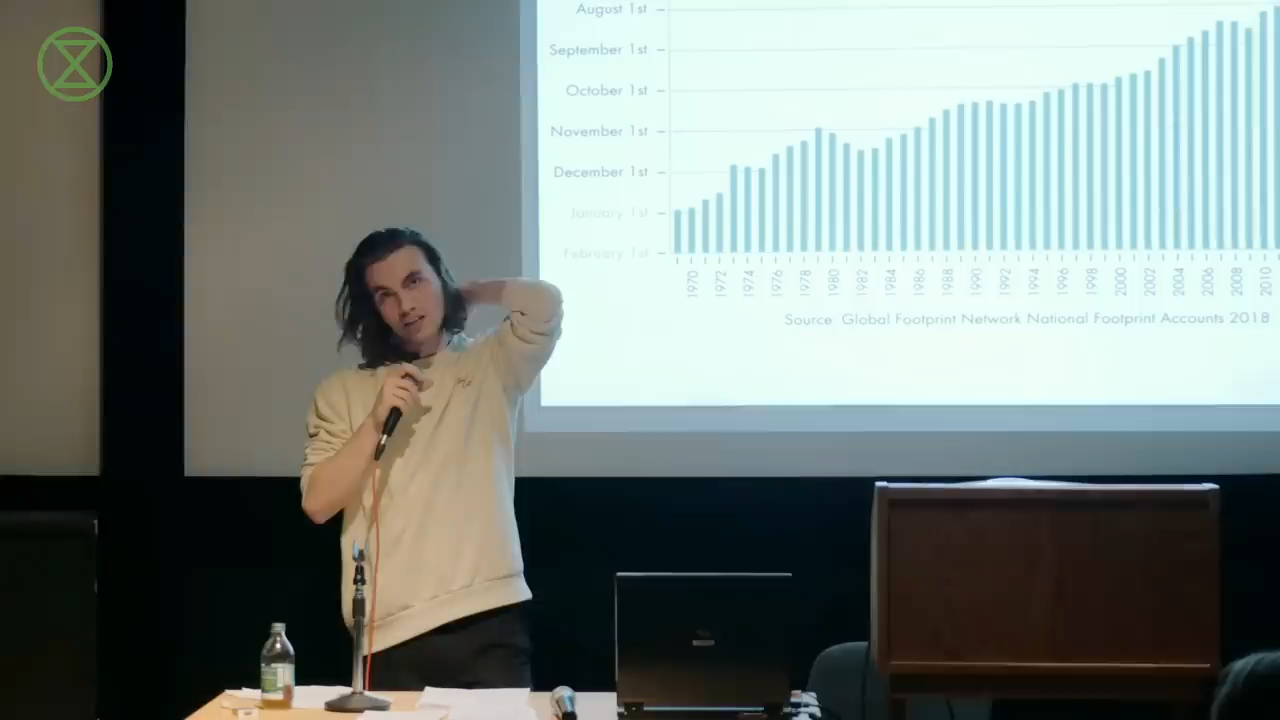 August 1st
September 1st
October 1st
November 1st
December 1st
January 1st
February 1st
1970 1972 1974 1976 1978 1980 1982 1984 1986 1988 1990 1992 1994 1996 1998 2000 2002 2004 2006 2008 2010
Source: Global Footprint Network National Footprint Accounts 2018